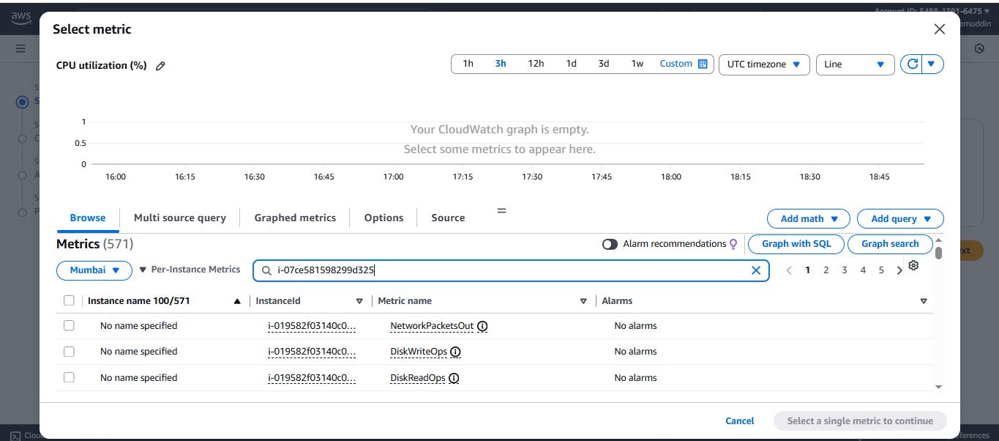 aws
Account ID: 5488-1391-6475
emuddin
Select metric
CPU utilization (%)
1h 3h 12h 1d 3d 1w Custom UTC timezone Line
1
0.5
0
Your CloudWatch graph is empty.
Select some metrics to appear here.
16:00 16:15 16:30 16:45 17:00 17:15 17:30 17:45 18:00 18:15 18:30 18:45
Browse Multi source query Graphed metrics Options Source = Add math Add query
Metrics (571) Alarm recommendations Graph with SQL Graph search
Mumbai Per-Instance Metrics i-07ce581598299d325 1 2 3 4 5
Instance name 100/571 InstanceId Metric name Alarms
No name specified i-019582f03140c0... NetworkPacketsOut No alarms
No name specified i-019582f03140c0... DiskWriteOps No alarms
No name specified i-019582f03140c0... DiskReadOps No alarms
Cancel Select a single metric to continue
Clou
ferences